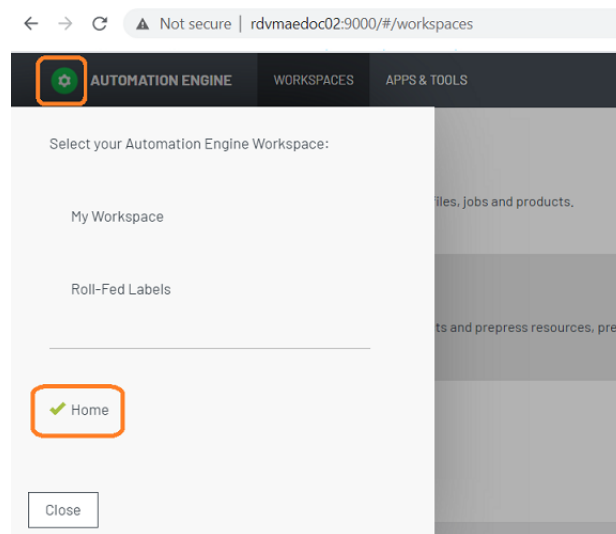 Not secure | rdvmaedoc02:9000/#/workspaces
AUTOMATION ENGINE WORKSPACES APPS & TOOLS
Select your Automation Engine Workspace:
My Workspace
files, jobs and products.
Roll-Fed Labels
ts and prepress resources, pre
Home
Close